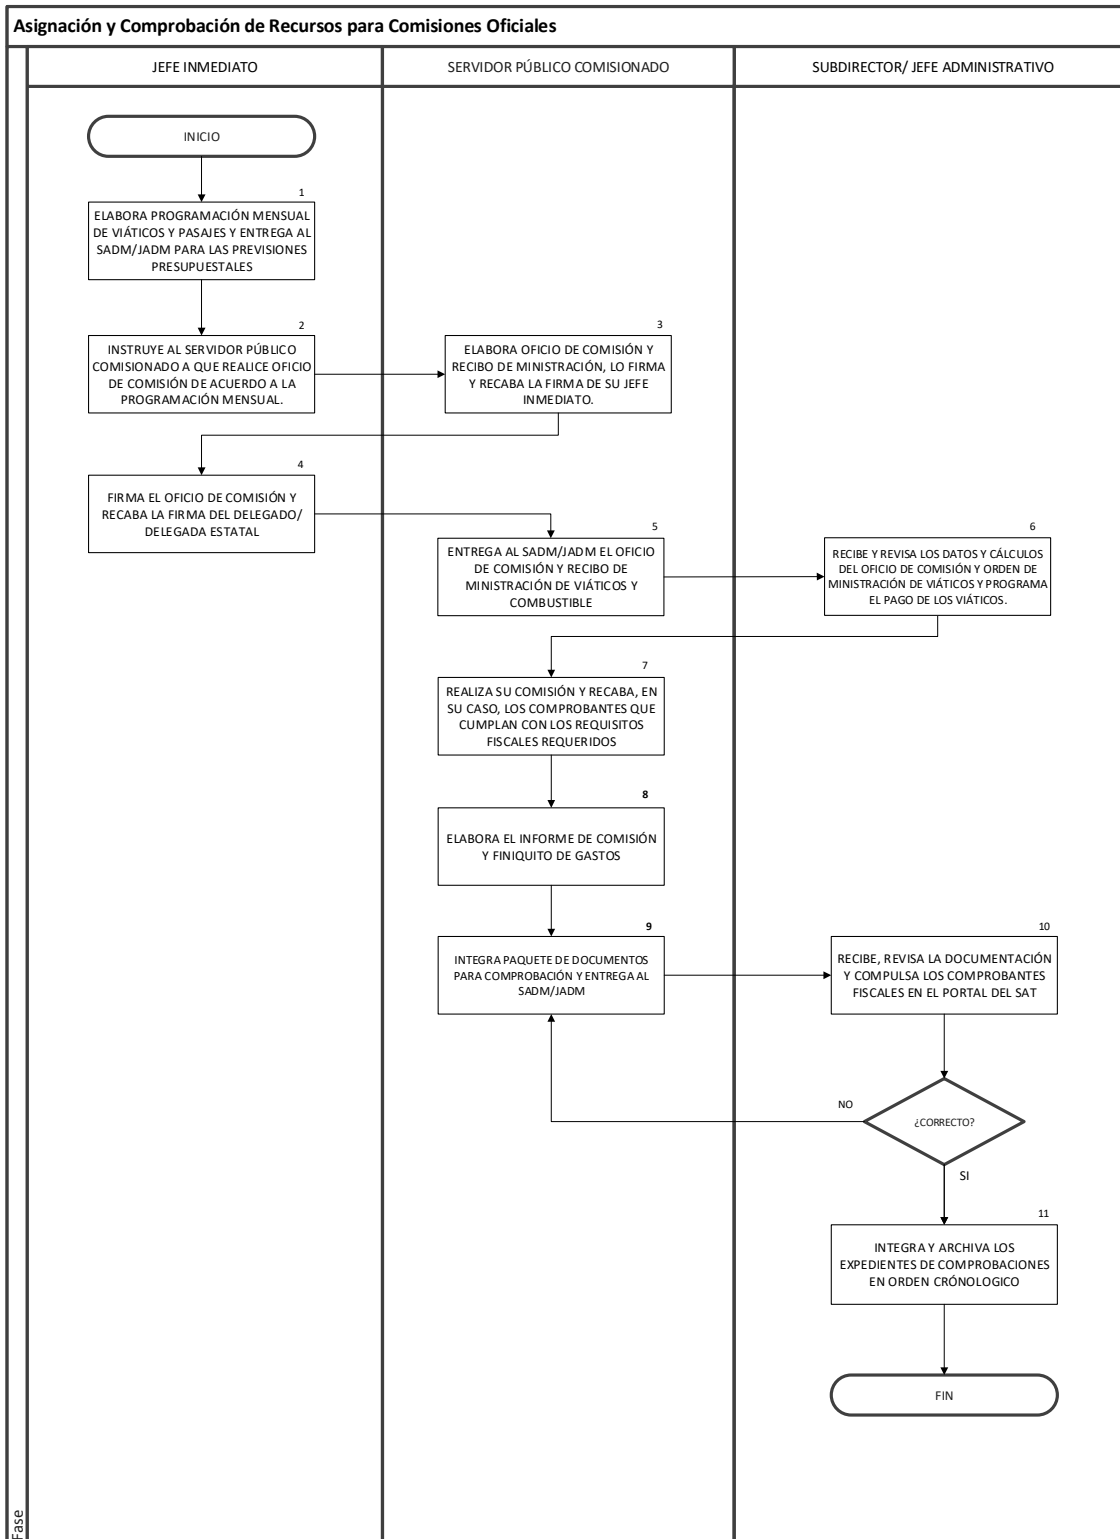 Asignación y Comprobación de Recursos para Comisiones Oficiales
JEFE INMEDIATO
SERVIDOR PÚBLICO COMISIONADO
SUBDIRECTOR/ JEFE ADMINISTRATIVO
INICIO
1
ELABORA PROGRAMACIÓN MENSUAL
DE VIÁTICOS Y PASAJES Y ENTREGA AL
SADM/JADM PARA LAS PREVISIONES
PRESUPUESTALES
2
INSTRUYE AL SERVIDOR PÚBLICO
COMISIONADO A QUE REALICE OFICIO
DE COMISIÓN DE ACUERDO A LA
PROGRAMACIÓN MENSUAL.
3
ELABORA OFICIO DE COMISIÓN Y
RECIBO DE MINISTRACIÓN, LO FIRMA
Y RECABA LA FIRMA DE SU JEFE
INMEDIATO.
4
FIRMA EL OFICIO DE COMISIÓN Y
RECABA LA FIRMA DEL DELEGADO/
DELEGADA ESTATAL
5
ENTREGA AL SADM/JADM EL OFICIO
DE COMISIÓN Y RECIBO DE
MINISTRACIÓN DE VIÁTICOS Y
COMBUSTIBLE
6
RECIBE Y REVISA LOS DATOS Y CÁLCULOS
DEL OFICIO DE COMISIÓN Y ORDEN DE
MINISTRACIÓN DE VIÁTICOS Y PROGRAMA
EL PAGO DE LOS VIÁTICOS.
7
REALIZA SU COMISIÓN Y RECABA, EN
SU CASO, LOS COMPROBANTES QUE
CUMPLAN CON LOS REQUISITOS
FISCALES REQUERIDOS
8
ELABORA EL INFORME DE COMISIÓN
Y FINIQUITO DE GASTOS
9
INTEGRA PAQUETE DE DOCUMENTOS
PARA COMPROBACIÓN Y ENTREGA AL
SADM/JADM
10
RECIBE, REVISA LA DOCUMENTACIÓN
Y COMPULSA LOS COMPROBANTES
FISCALES EN EL PORTAL DEL SAT
NO
¿CORRECTO?
SI
11
INTEGRA Y ARCHIVA LOS
EXPEDIENTES DE COMPROBACIONES
EN ORDEN CRÓNOLOGICO
FIN
Fase